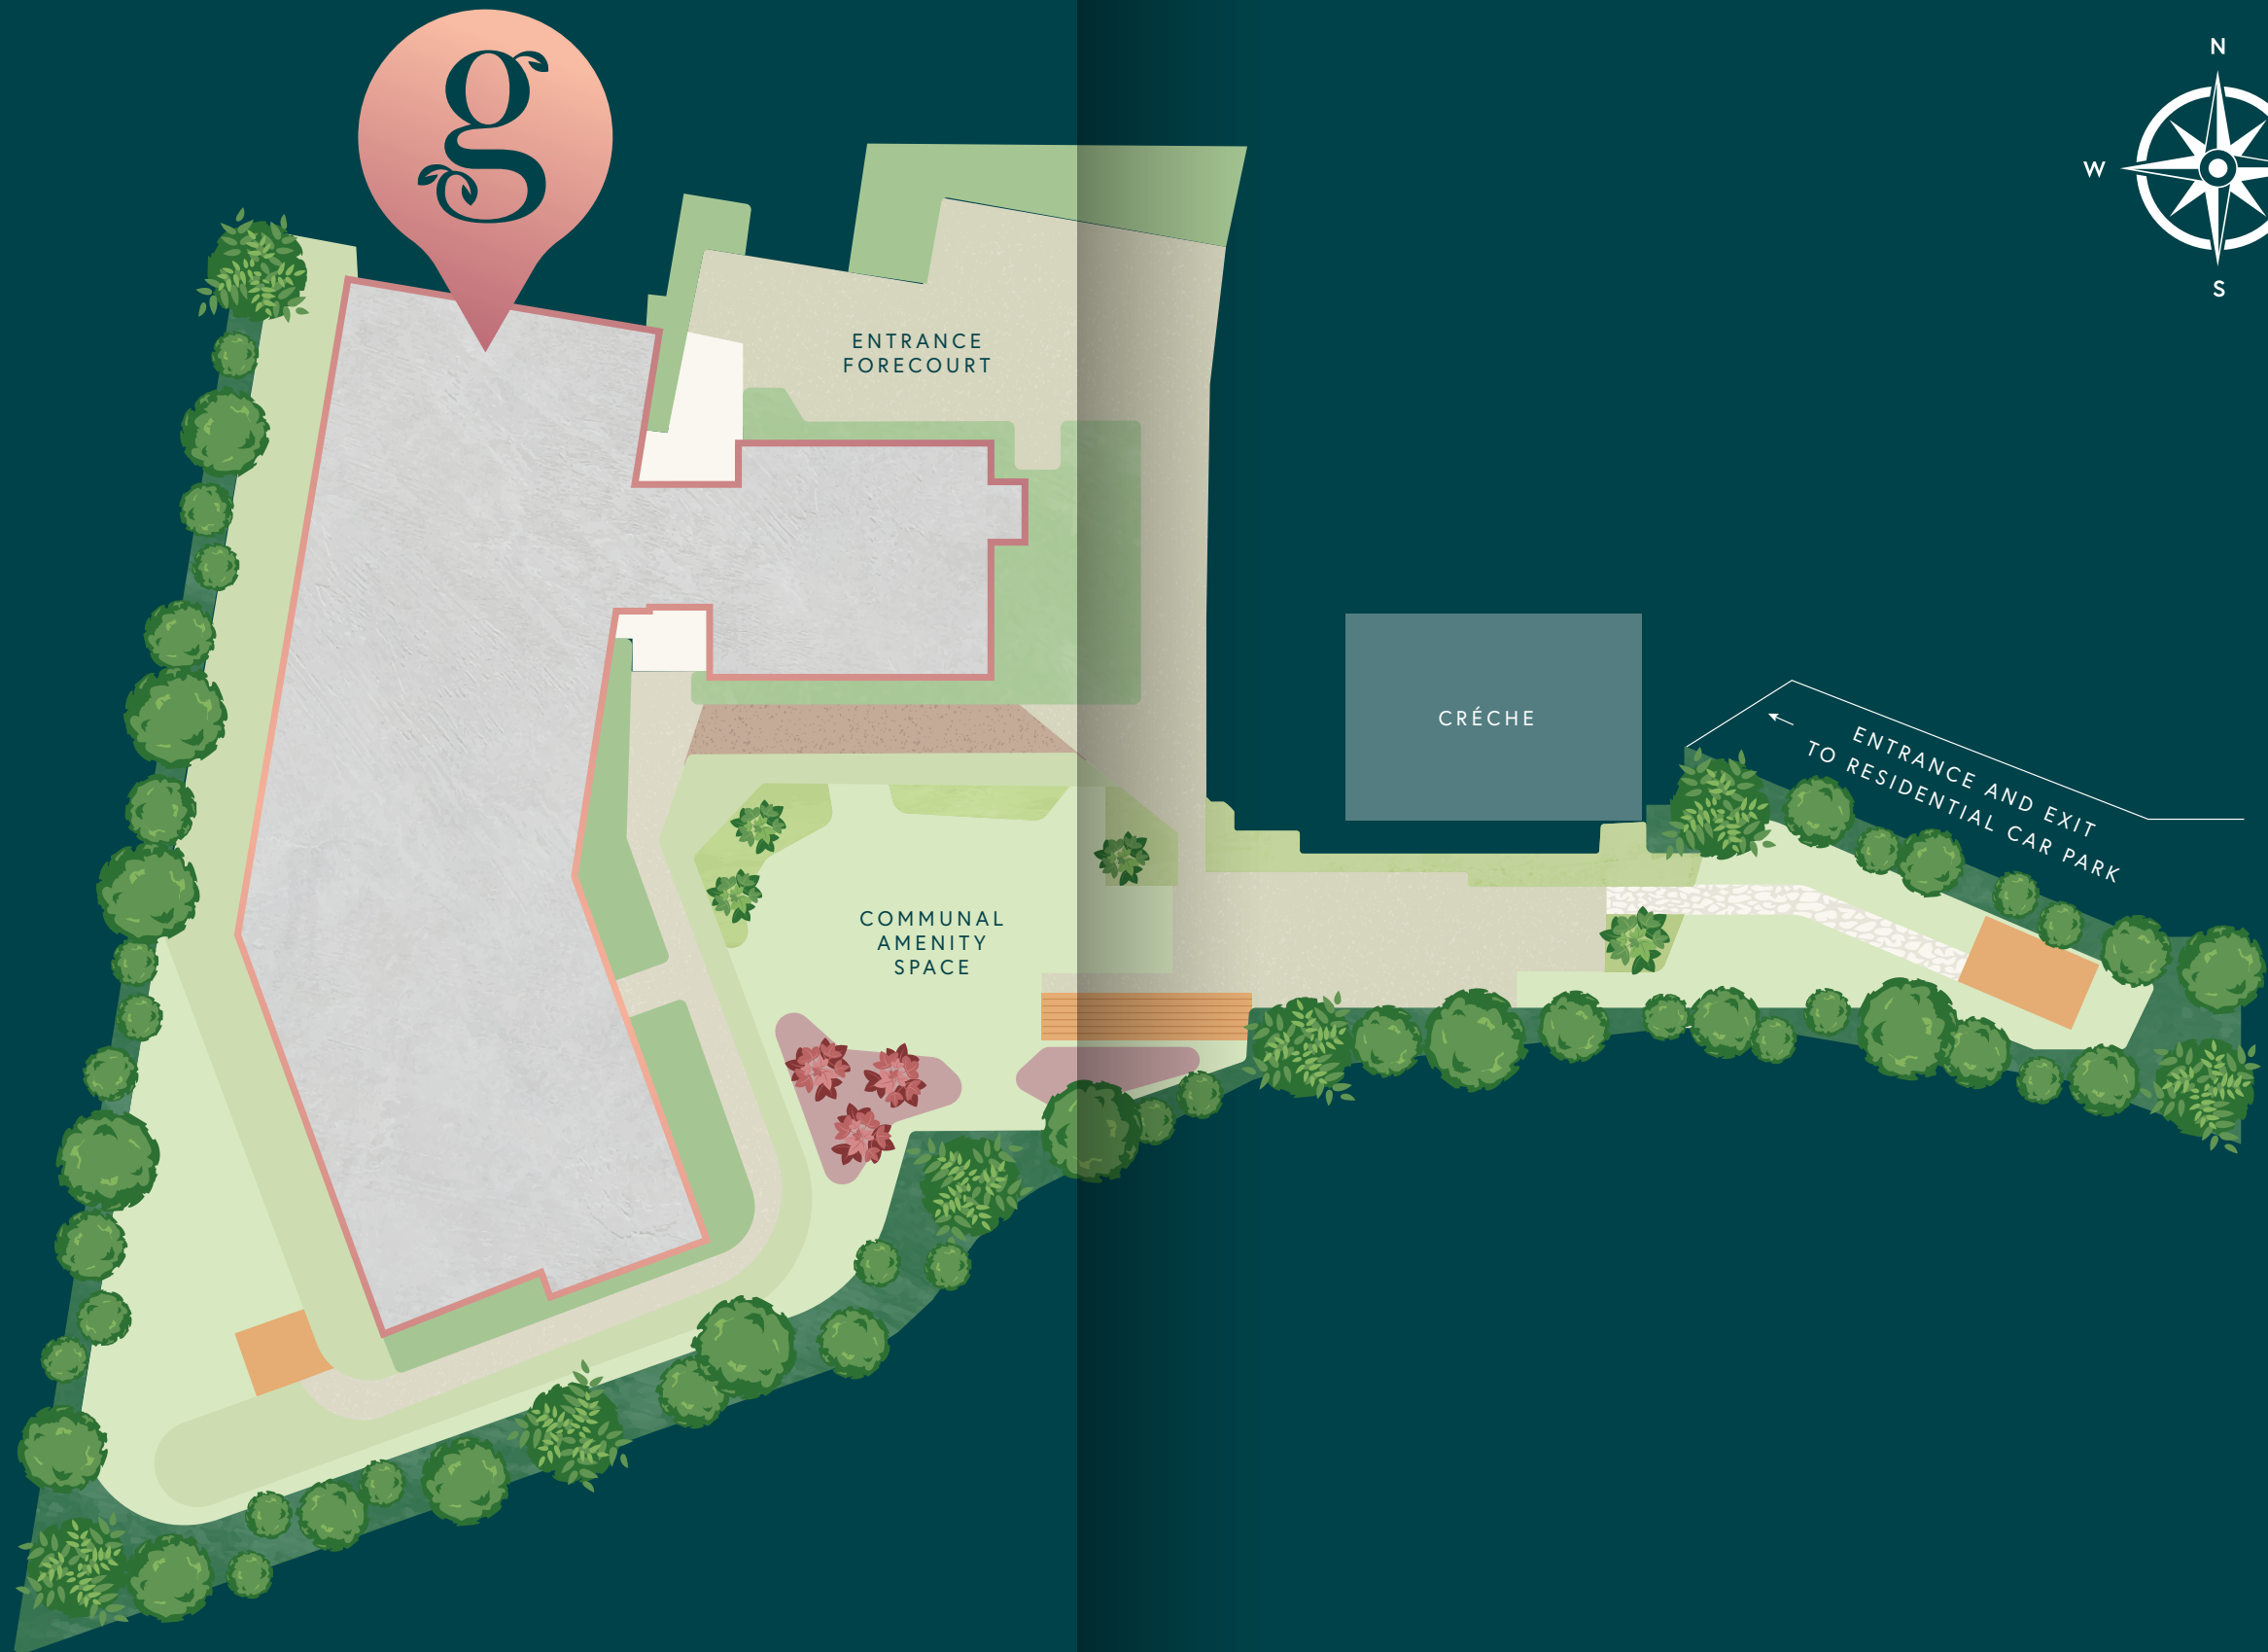 g
N
W
S
ENTRANCE
FORECOURT
CRÉCHE
ENTRANCE AND EXIT
TO RESIDENTIAL CAR PARK
COMMUNAL
AMENITY
SPACE